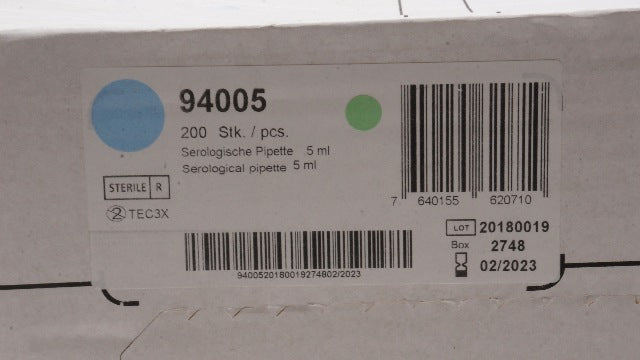 94005
200 Stk. / pcs.
Serologische Pipette 5 ml
Serological pipette 5 ml
STERILE R
2 TEC3X
7 640155 620710
LOT 20180019
Box 2748
02/2023
9400520180019274802/2023